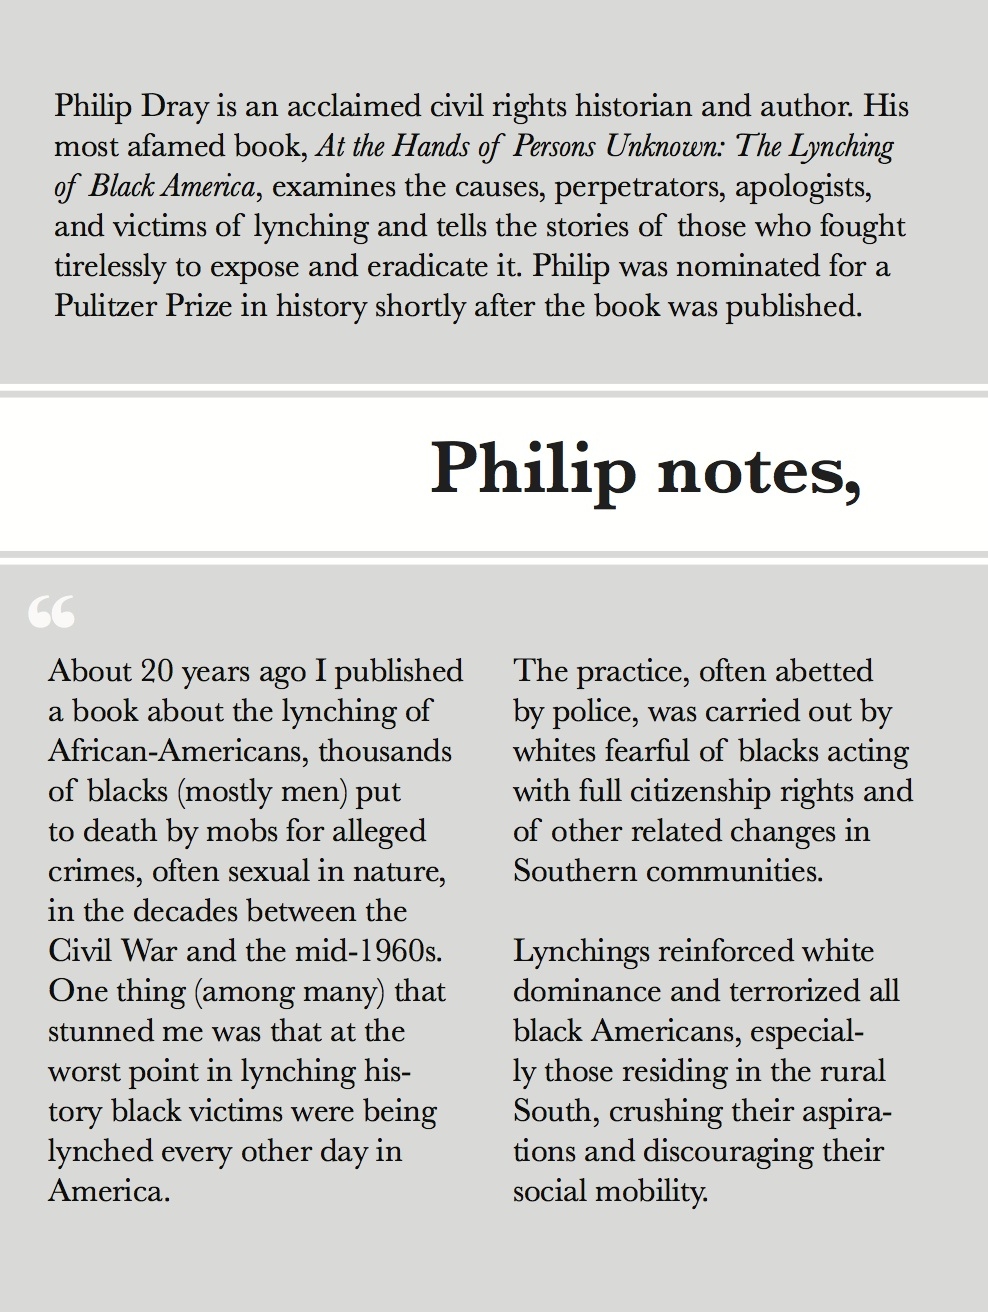 Philip Dray is an acclaimed civil rights historian and author. His
most afamed book, At the Hands of Persons Unknown: The Lynching
of Black America, examines the causes, perpetrators, apologists,
and victims of lynching and tells the stories of those who fought
tirelessly to expose and eradicate it. Philip was nominated for a
Pulitzer Prize in history shortly after the book was published.
Philip notes,
“
About 20 years ago I published
a book about the lynching of
African-Americans, thousands
of blacks (mostly men) put
to death by mobs for alleged
crimes, often sexual in nature,
in the decades between the
Civil War and the mid-1960s.
One thing (among many) that
stunned me was that at the
worst point in lynching his-
tory black victims were being
lynched every other day in
America.
The practice, often abetted
by police, was carried out by
whites fearful of blacks acting
with full citizenship rights and
of other related changes in
Southern communities.
Lynchings reinforced white
dominance and terrorized all
black Americans, especial-
ly those residing in the rural
South, crushing their aspira-
tions and discouraging their
social mobility.